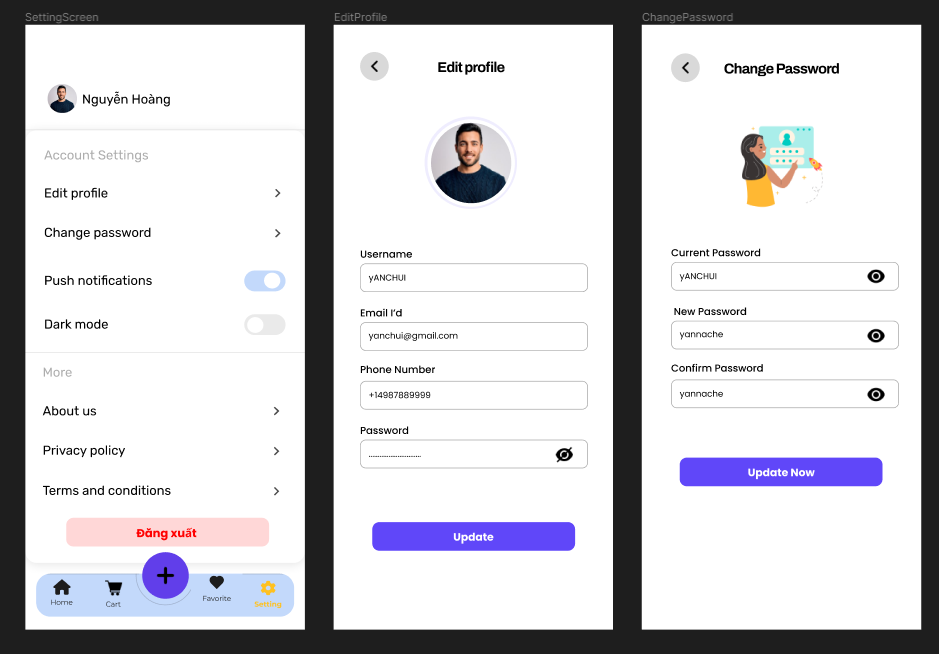 SettingScreen
Nguyễn Hoàng
Account Settings
Edit profile
Change password
Push notifications
Dark mode
More
About us
Privacy policy
Terms and conditions
Đăng xuất
Home
Cart
Favorite
Setting
EditProfile
Edit profile
Username
yANCHUI
Email I'd
yanchui@gmail.com
Phone Number
+14987889999
Password
Update
ChangePassword
Change Password
Current Password
yANCHUI
New Password
yannache
Confirm Password
yannache
Update Now